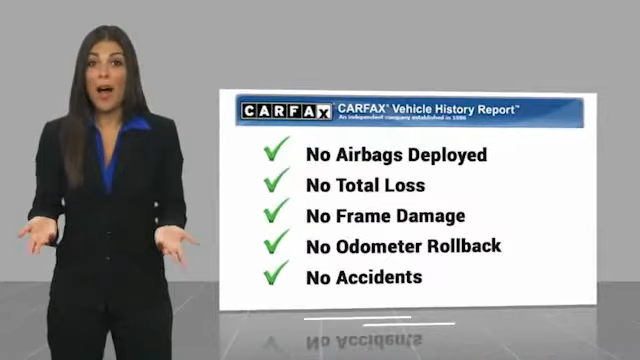 CARFAX CARFAX® Vehicle History Report™
An independent company established in 1986
No Airbags Deployed
No Total Loss
No Frame Damage
No Odometer Rollback
No Accidents